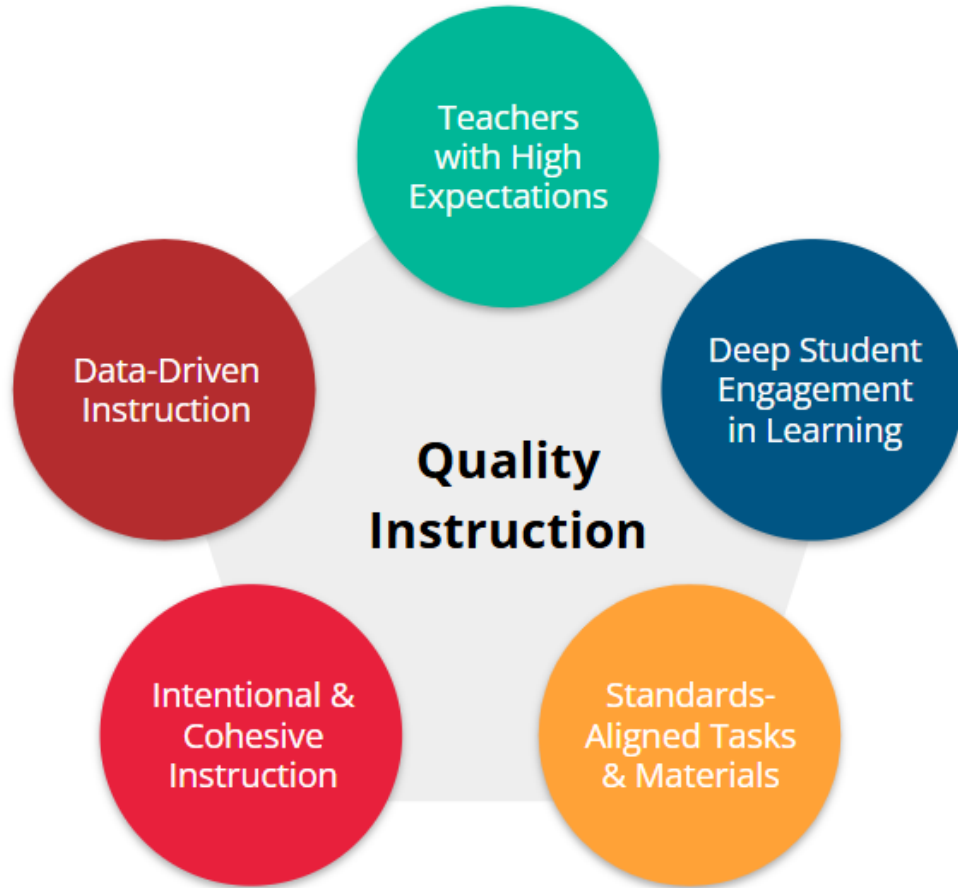 Teachers
with High
Expectations
Deep Student
Engagement
in Learning
Data-Driven
Instruction
Quality
Instruction
Intentional &
Cohesive
Instruction
Standards-
Aligned Tasks
& Materials